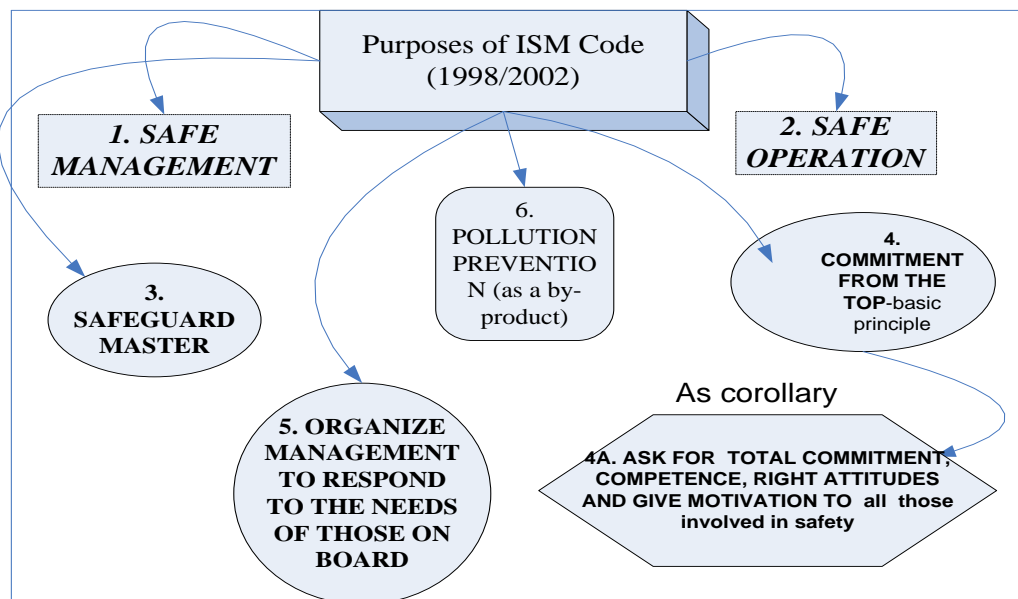 Purposes of ISM Code
(1998/2002)
1. SAFE
MANAGEMENT
2. SAFE
OPERATION
3.
SAFEGUARD
MASTER
6.
POLLUTION
PREVENTIO
N (as a by-
product)
4.
COMMITMENT
FROM THE
TOP-basic
principle
5. ORGANIZE
MANAGEMENT
TO RESPOND
TO THE NEEDS
OF THOSE ON
BOARD
As corollary
4A. ASK FOR TOTAL COMMITMENT,
COMPETENCE, RIGHT ATTITUDES
AND GIVE MOTIVATION TO all those
involved in safety